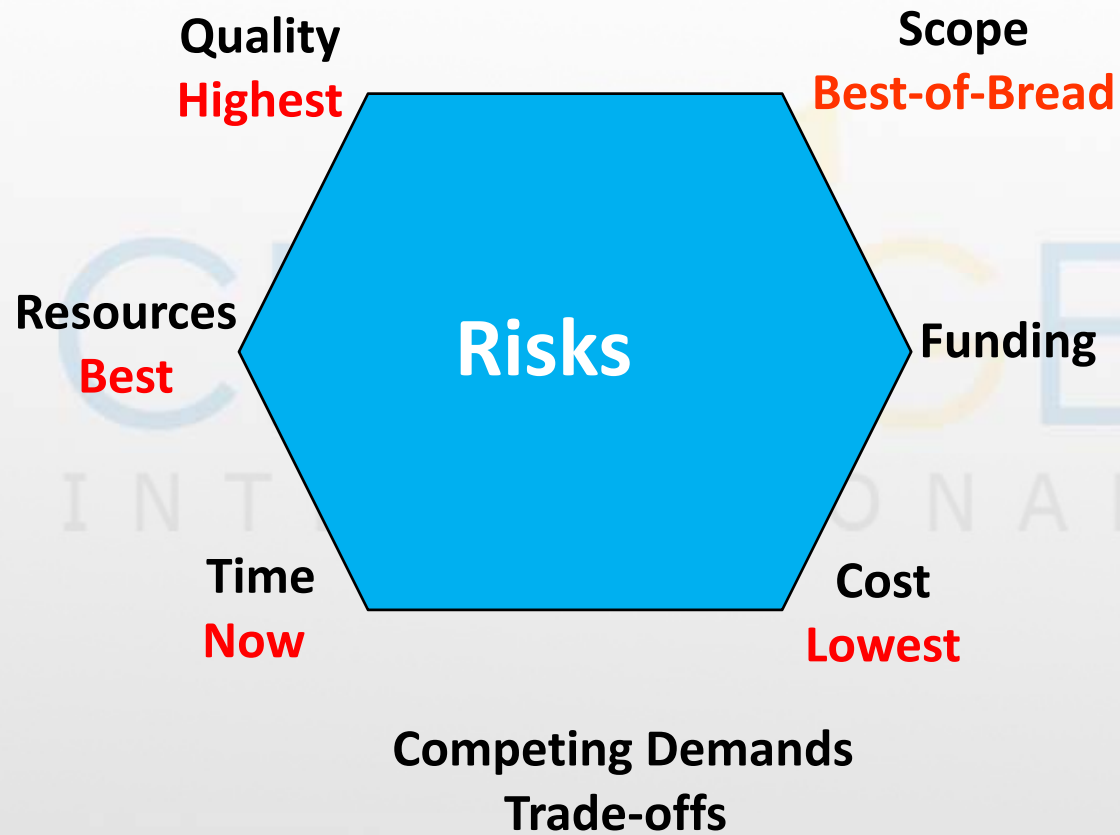 Quality
Highest
Scope
Best-of-Bread
Resources
Best
Risks
Funding
Time
Now
Cost
Lowest
Competing Demands
Trade-offs